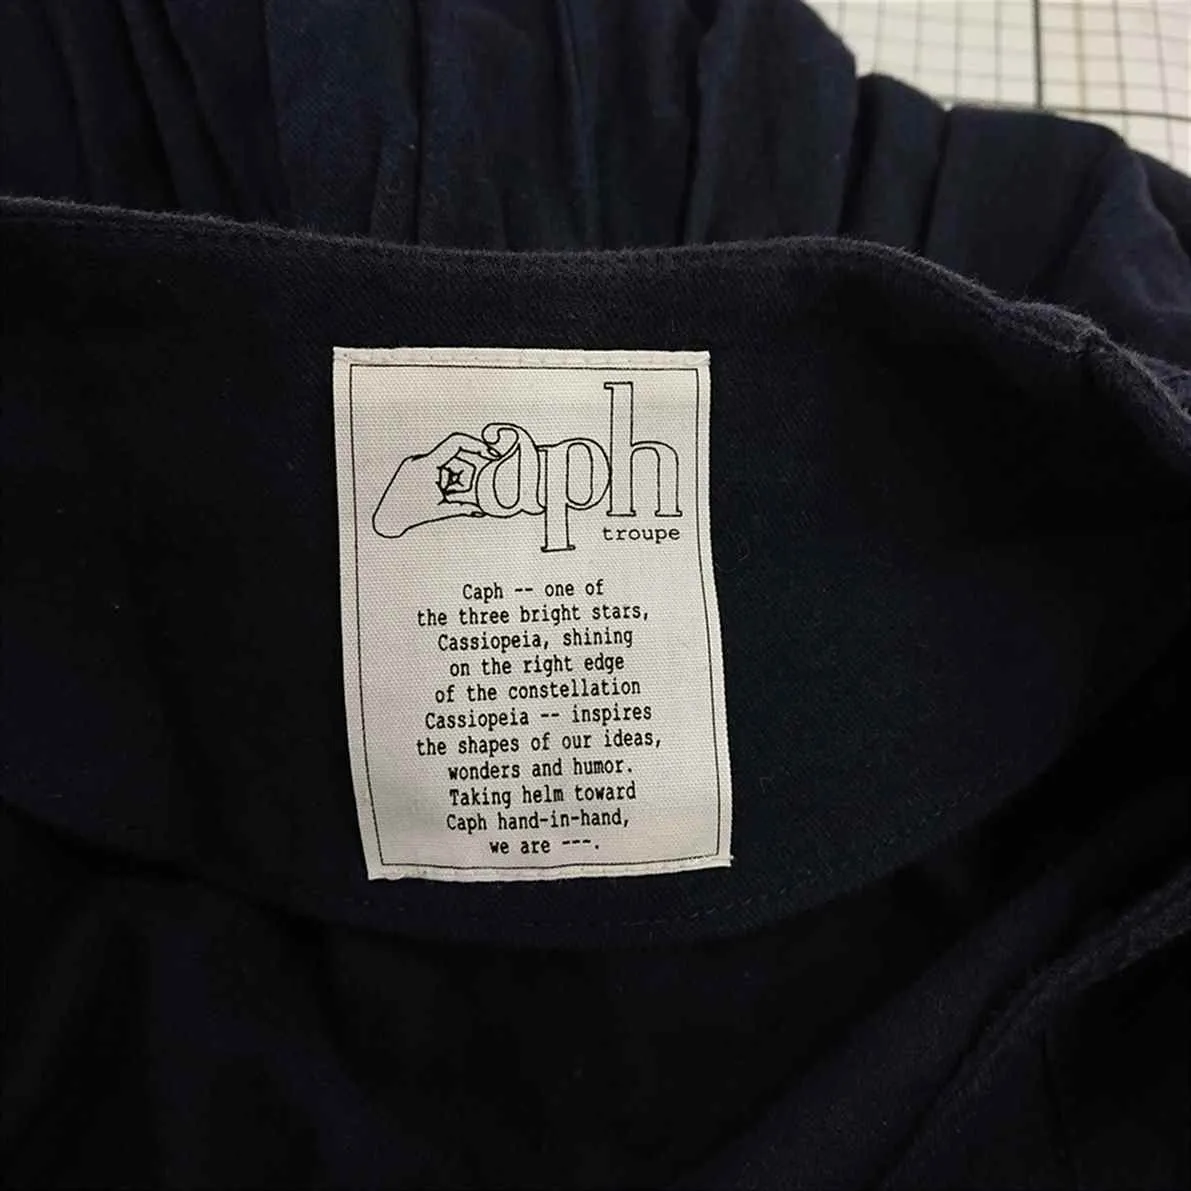 Caph
troupe
Caph -- one of
the three bright stars,
Cassiopeia, shining
on the right edge
of the constellation
Cassiopeia -- inspires
the shapes of our ideas,
wonders and humor.
Taking helm toward
Caph hand-in-hand,
we are ---.